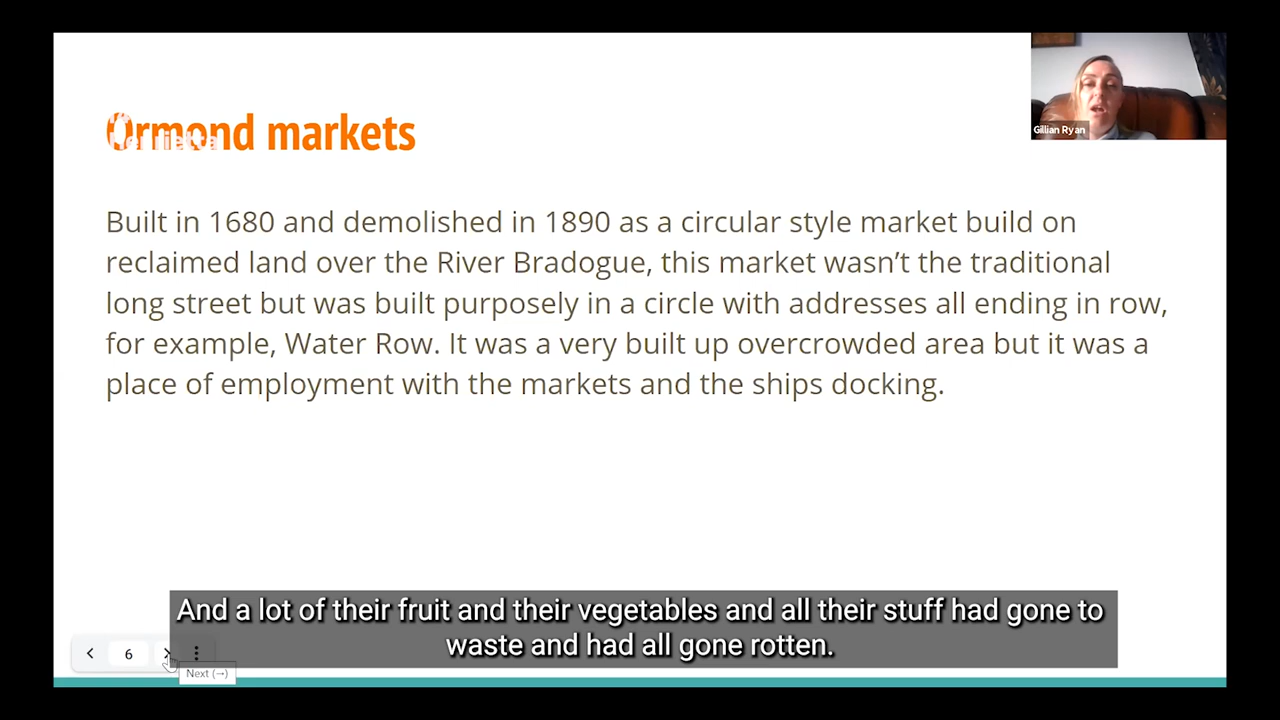 Ormond markets
Henrietta
Gillian Ryan
Built in 1680 and demolished in 1890 as a circular style market build on
reclaimed land over the River Bradogue, this market wasn't the traditional
long street but was built purposely in a circle with addresses all ending in row,
for example, Water Row. It was a very built up overcrowded area but it was a
place of employment with the markets and the ships docking.
And a lot of their fruit and their vegetables and all their stuff had gone to
waste and had all gone rotten.
6
Next (→)